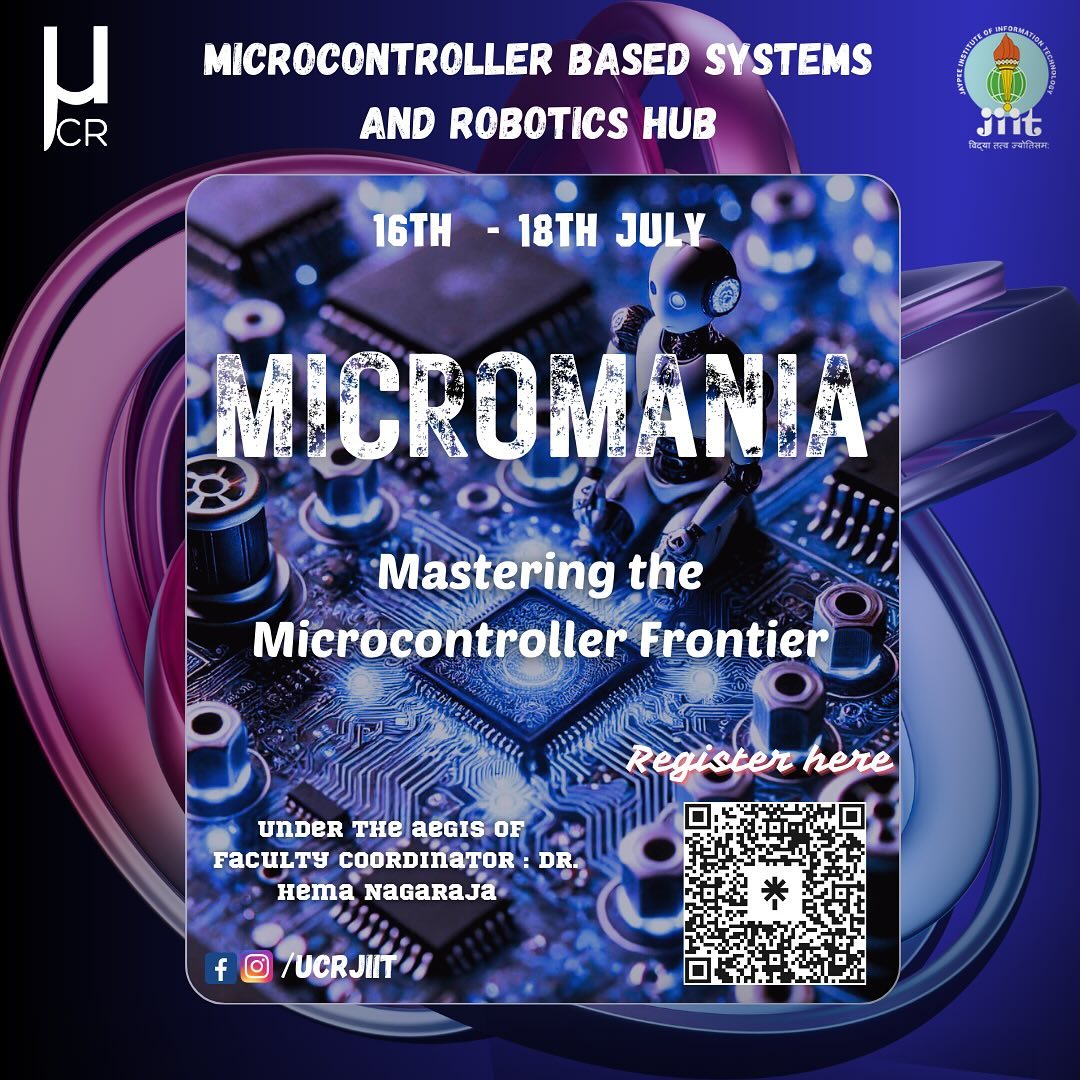 μCR
MICROCONTROLLER BASED SYSTEMS
AND ROBOTICS HUB
JAYPEE INSTITUTE OF INFORMATION TECHNOLOGY
jiit
विद्या तत्व ज्योतिसम:
16TH - 18TH JULY
MICROMANIA
Mastering the
Microcontroller Frontier
Register here
UNDER THE AEGIS OF
FACULTY COORDINATOR : DR.
HEMA NAGARAJA
/UCRJIIT